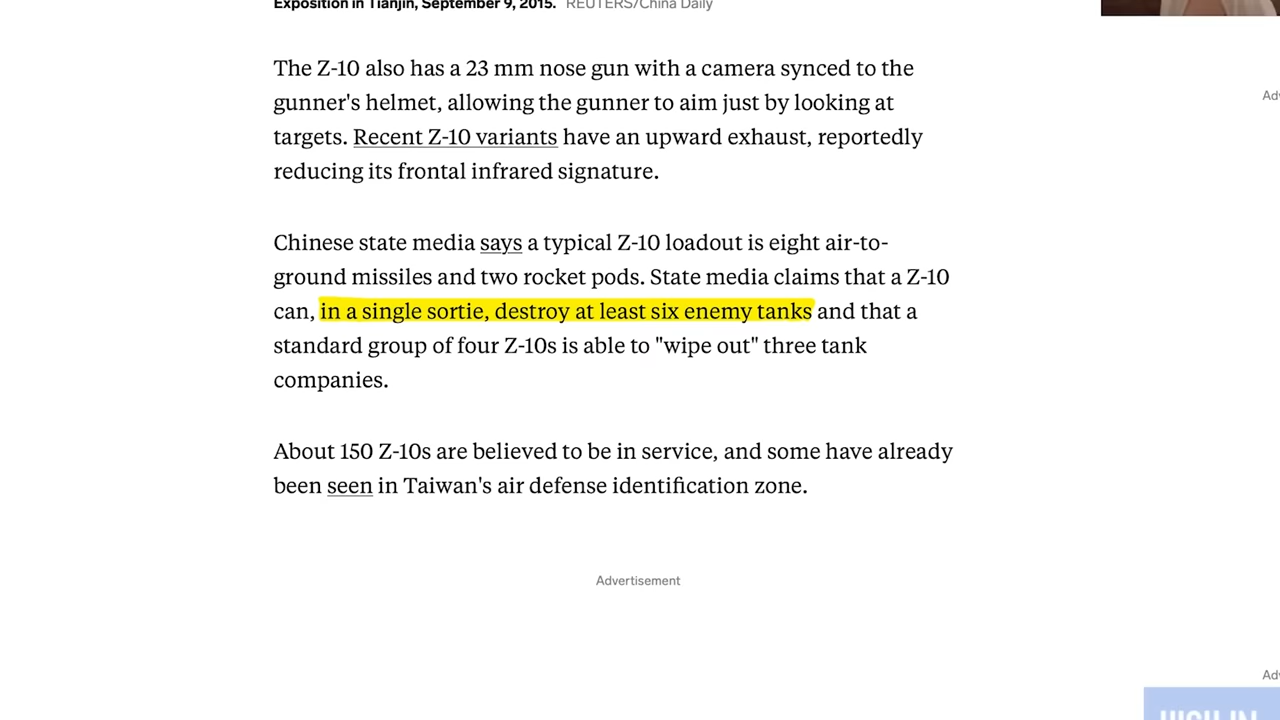 Exposition in Tianjin, September 9, 2015. REUTERS/China Daily
The Z-10 also has a 23 mm nose gun with a camera synced to the
gunner's helmet, allowing the gunner to aim just by looking at
targets. Recent Z-10 variants have an upward exhaust, reportedly
reducing its frontal infrared signature.
Chinese state media says a typical Z-10 loadout is eight air-to-
ground missiles and two rocket pods. State media claims that a Z-10
can, in a single sortie, destroy at least six enemy tanks and that a
standard group of four Z-10s is able to "wipe out" three tank
companies.
About 150 Z-10s are believed to be in service, and some have already
been seen in Taiwan's air defense identification zone.
Advertisement